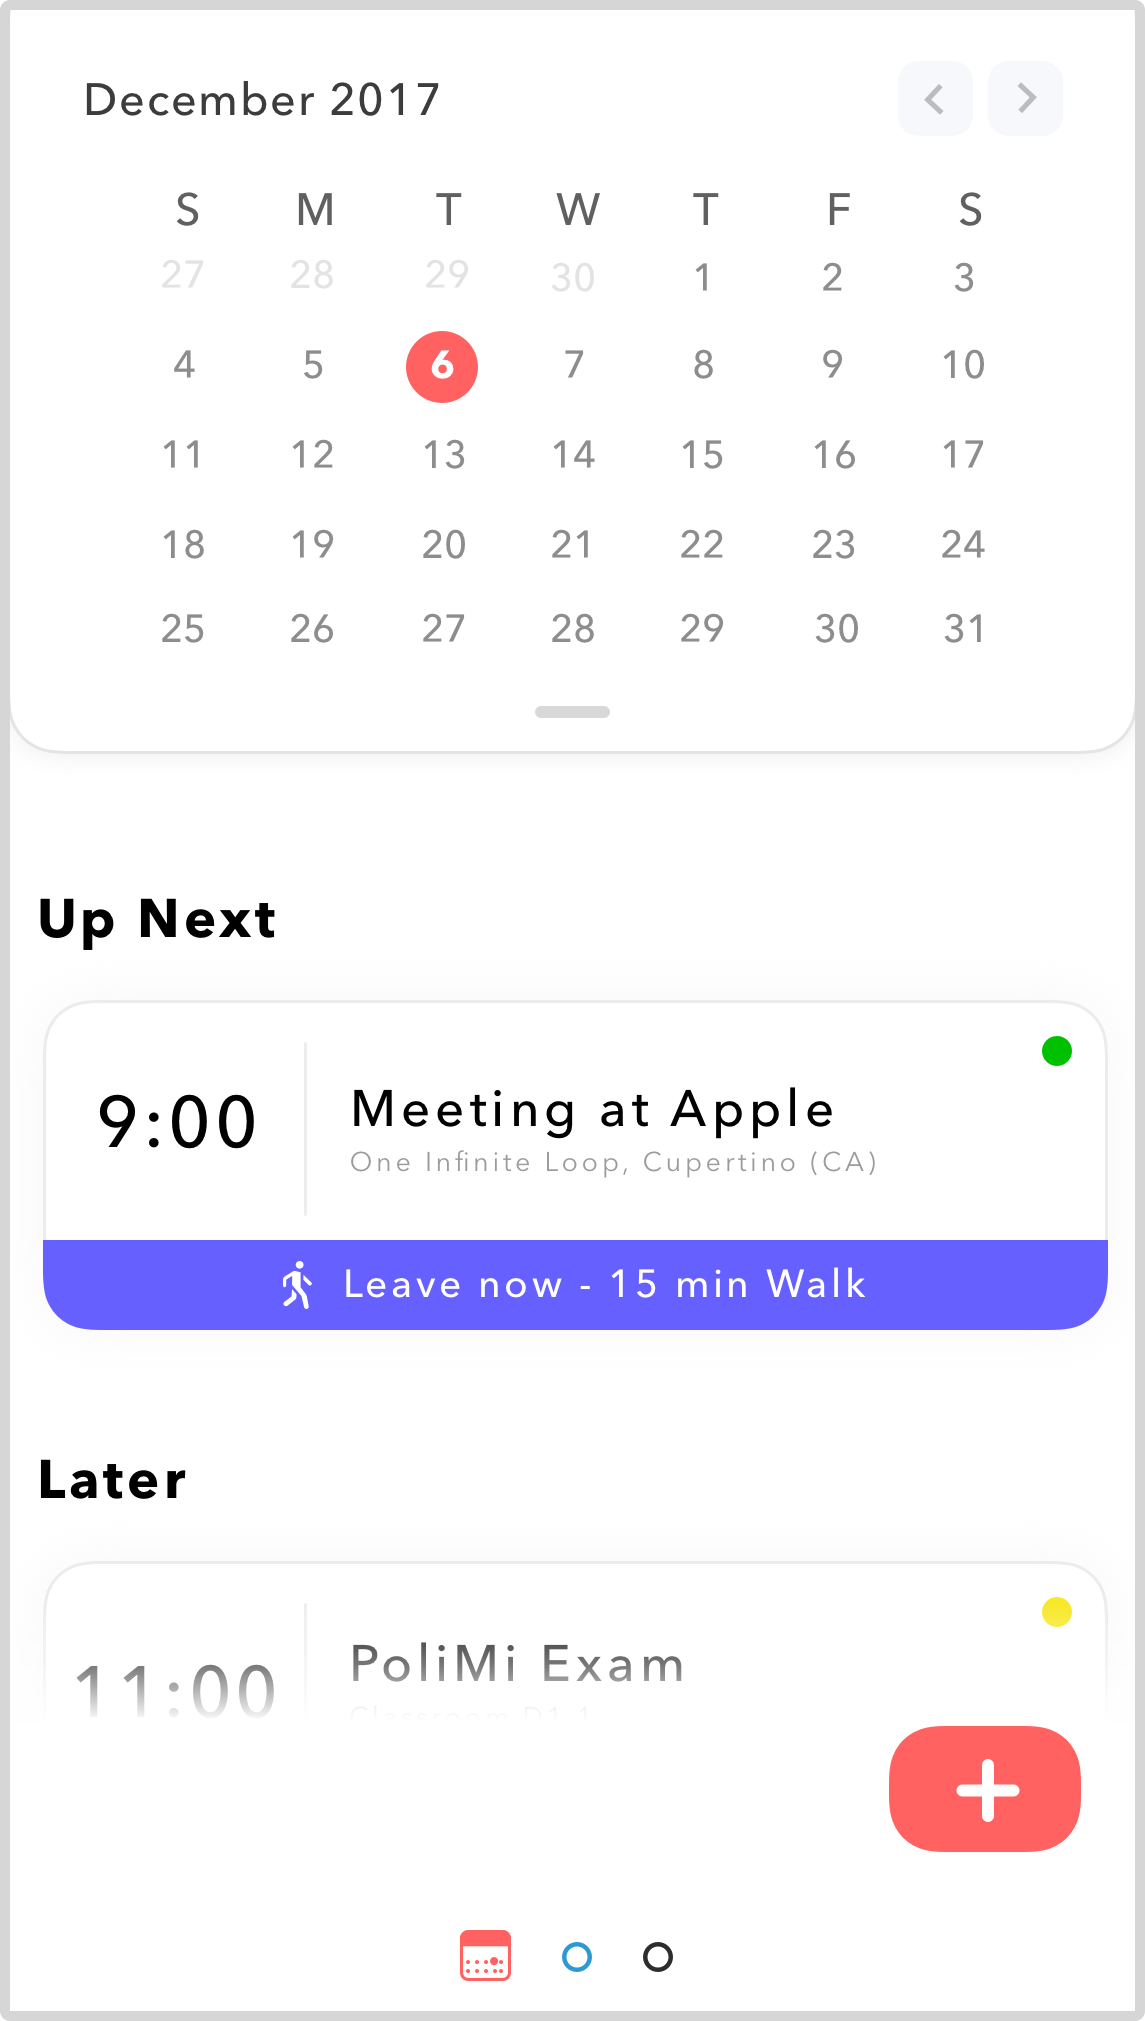 December 2017
S M T W T F S
27 28 29 30 1 2 3
4 5 6 7 8 9 10
11 12 13 14 15 16 17
18 19 20 21 22 23 24
25 26 27 28 29 30 31
Up Next
9:00
Meeting at Apple
One Infinite Loop, Cupertino (CA)
Leave now - 15 min Walk
Later
11:00
PoliMi Exam
Classroom D1.1